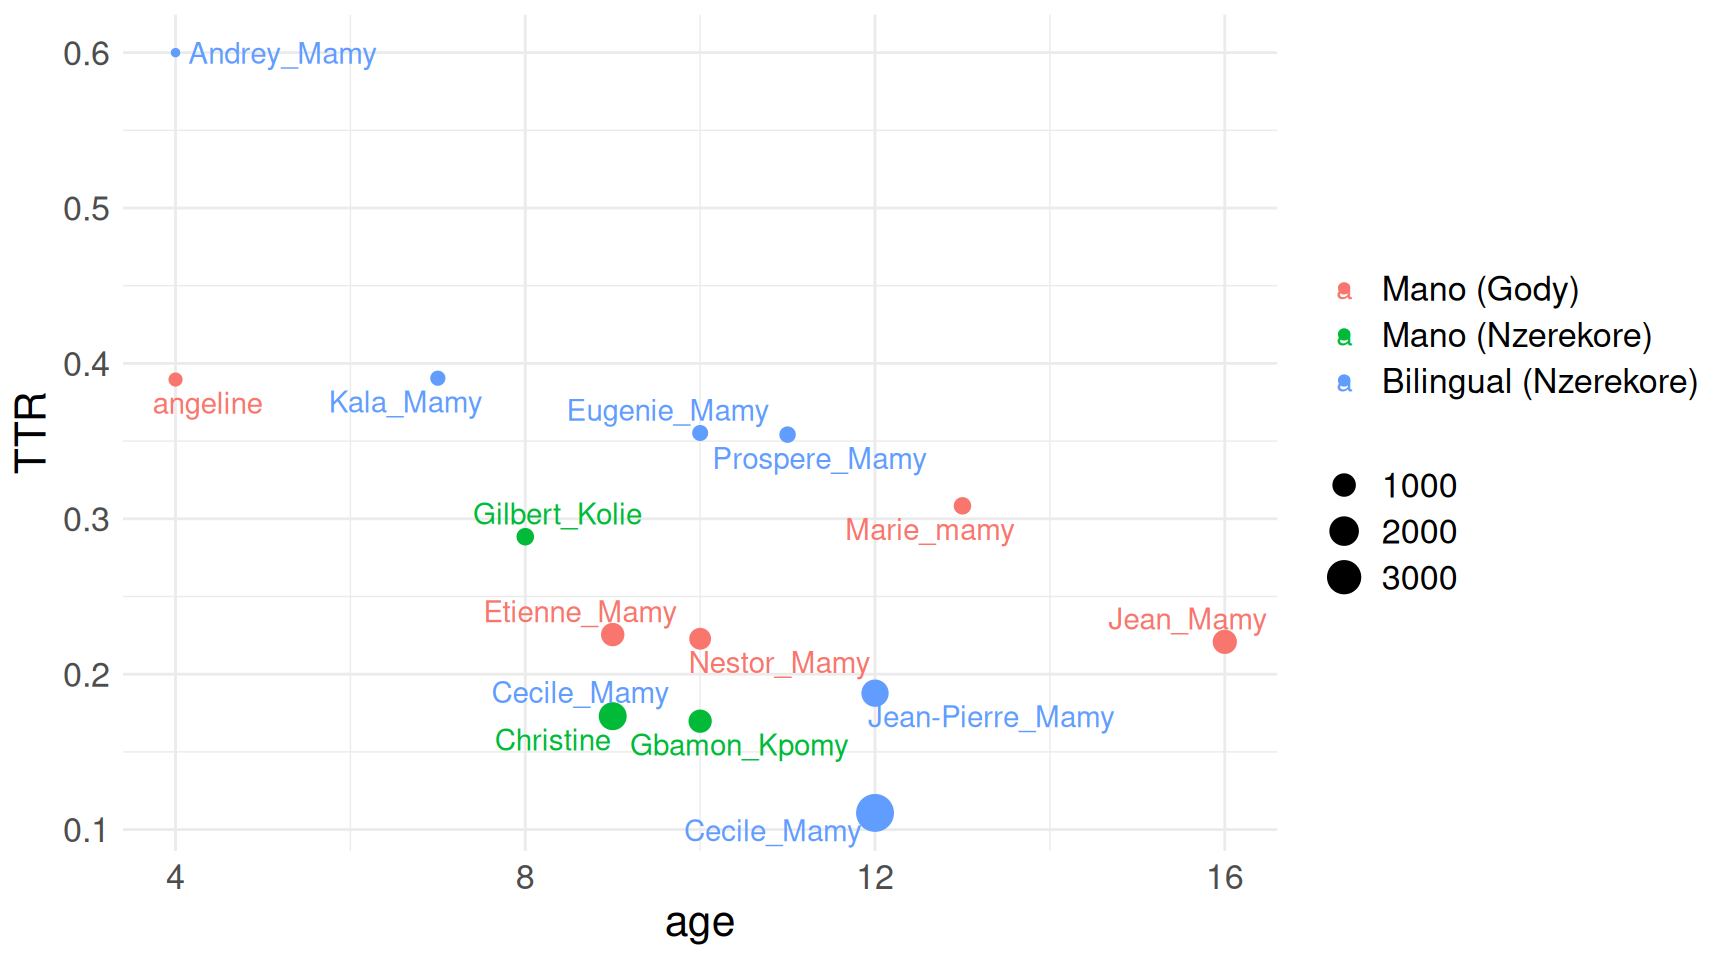 0.6
0.5
0.4
0.3
0.2
0.1
TTR
Andrey_Mamy
angeline
Kala_Mamy
Eugenie_Mamy
Prospere_Mamy
Gilbert_Kolie
Marie_mamy
Etienne_Mamy
Jean_Mamy
Nestor_Mamy
Cecile_Mamy
Jean-Pierre_Mamy
Christine
Gbamon_Kpomy
Cecile_Mamy
4 8 12 16
age
a Mano (Gody)
a Mano (Nzerekore)
a Bilingual (Nzerekore)
1000
2000
3000